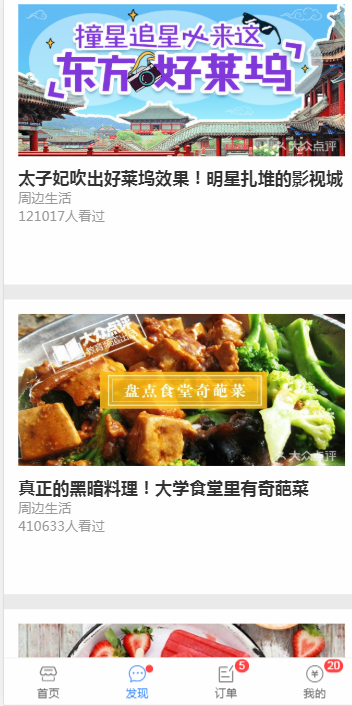 撞星追星必来这
东方好莱坞
大众点评
太子妃吹出好莱坞效果！明星扎堆的影视城
周边生活
121017人看过
大众点评
盘点食堂奇葩菜
大众点评
真正的黑暗料理！大学食堂里有奇葩菜
周边生活
410633人看过
5
20
首页
发现
订单
我的